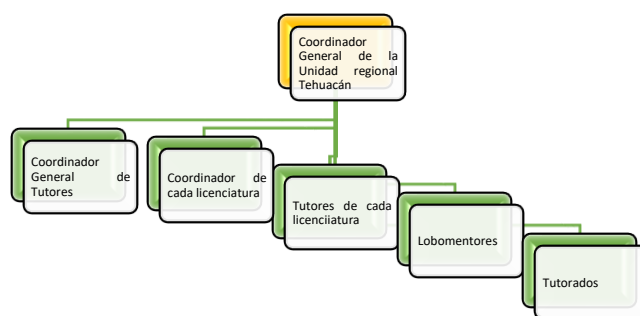 Coordinador
General de la
Unidad regional
Tehuacán
Coordinador
General de
Tutores
Coordinador de
cada licenciatura
Tutores de cada
licenciiatura
Lobomentores
Tutorados